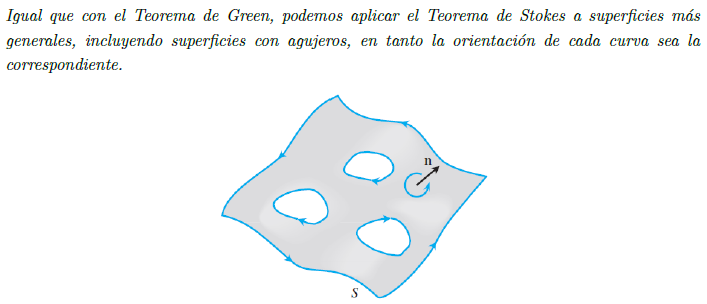 Igual que con el Teorema de Green, podemos aplicar el Teorema de Stokes a superficies más
generales, incluyendo superficies con agujeros, en tanto la orientación de cada curva sea la
correspondiente.
n
S